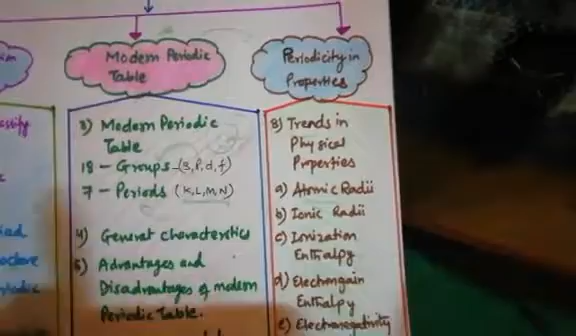 Modern Periodic
Table
3) Modern Periodic
Table
18 - Groups - (S, P, d, f)
7 - Periods (K, L, M, N)
4) General characteristics
5) Advantages and
Disadvantages of modern
Periodic Table.
Periodicity in
Properties
8) Trends in
Physical
Properties
a) Atomic Radii
b) Ionic Radii
c) Ionization
Enthalpy
d) Electrongain
Enthalpy
e) Electronegativity